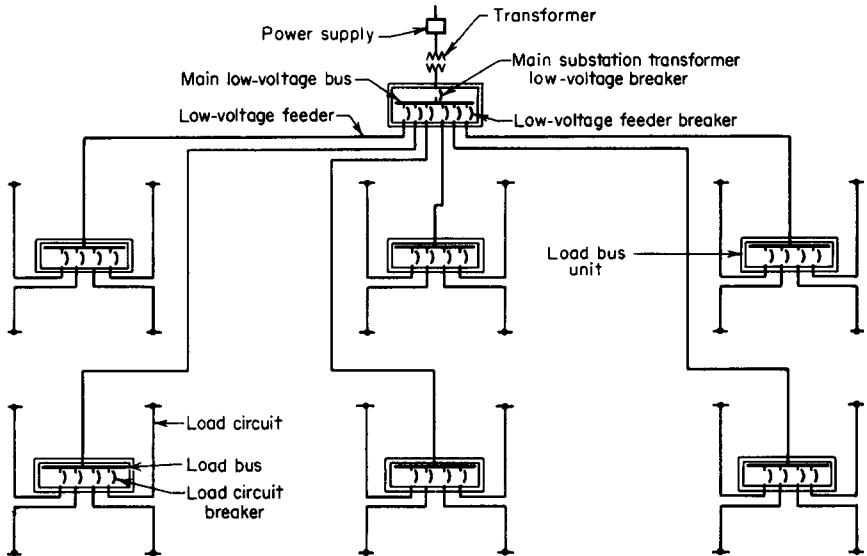 Transformer
Power supply
Main substation transformer
low-voltage breaker
Main low-voltage bus
Low-voltage feeder
Low-voltage feeder breaker
Load bus
unit
Load circuit
Load bus
Load circuit
breaker